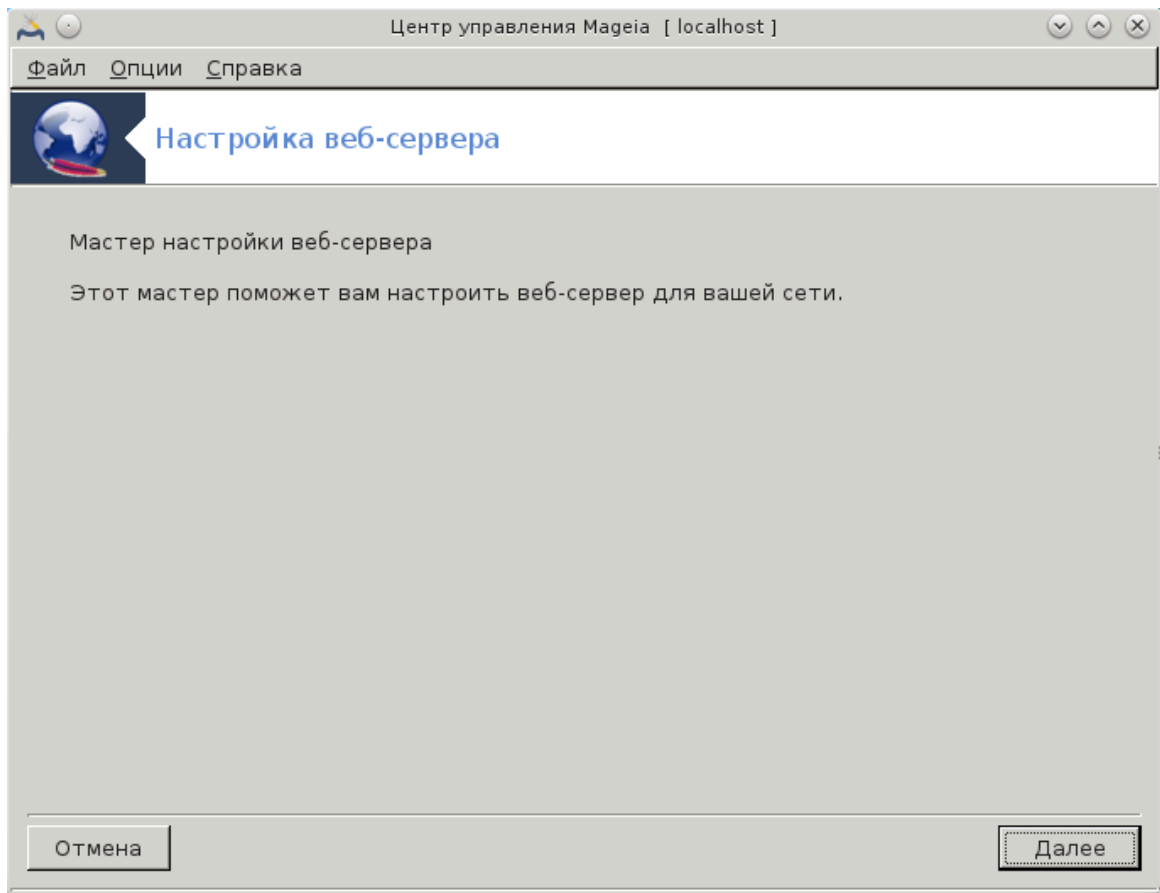 Центр управления Mageia [ localhost ]
Файл Опции Справка
Настройка веб-сервера
Мастер настройки веб-сервера
Этот мастер поможет вам настроить веб-сервер для вашей сети.
Отмена Далее